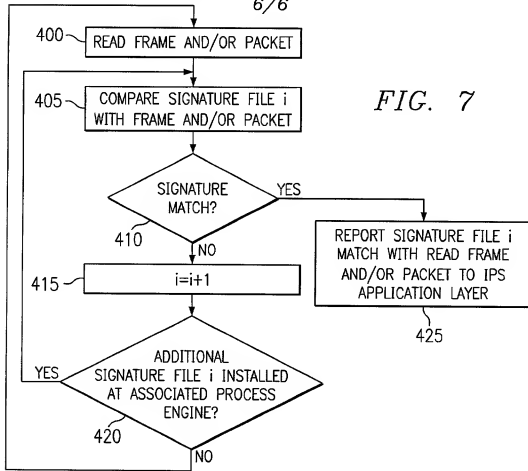 6/6
400
READ FRAME AND/OR PACKET
405
COMPARE SIGNATURE FILE i
WITH FRAME AND/OR PACKET
FIG. 7
SIGNATURE
MATCH?
YES
410
NO
REPORT SIGNATURE FILE i
MATCH WITH READ FRAME
AND/OR PACKET TO IPS
APPLICATION LAYER
425
415
i=i+1
YES
ADDITIONAL
SIGNATURE FILE i INSTALLED
AT ASSOCIATED PROCESS
ENGINE?
420
NO